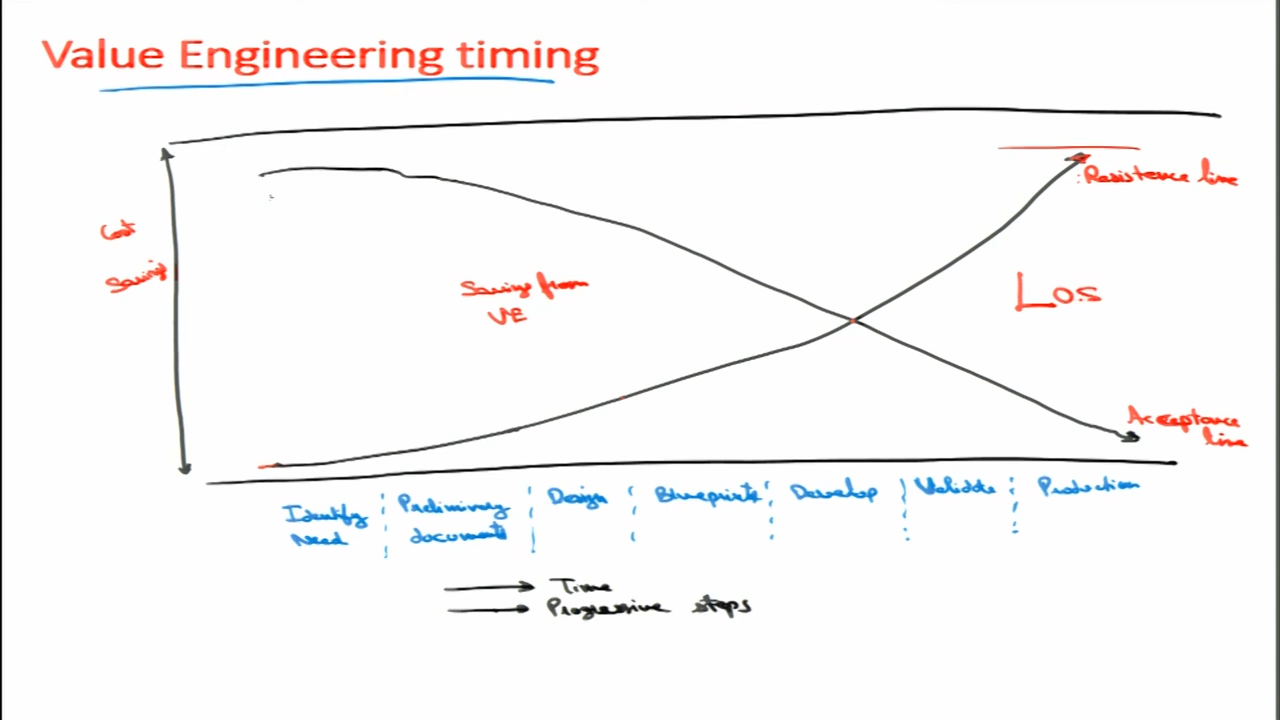 Value Engineering timing
Resistence line
Cost
Saving
Savings from
VE
Los
Acceptance
line
Identify
Need
Preliminary
documents
Design
Blueprints
Develop
Validate
Production
Time
Progressive steps